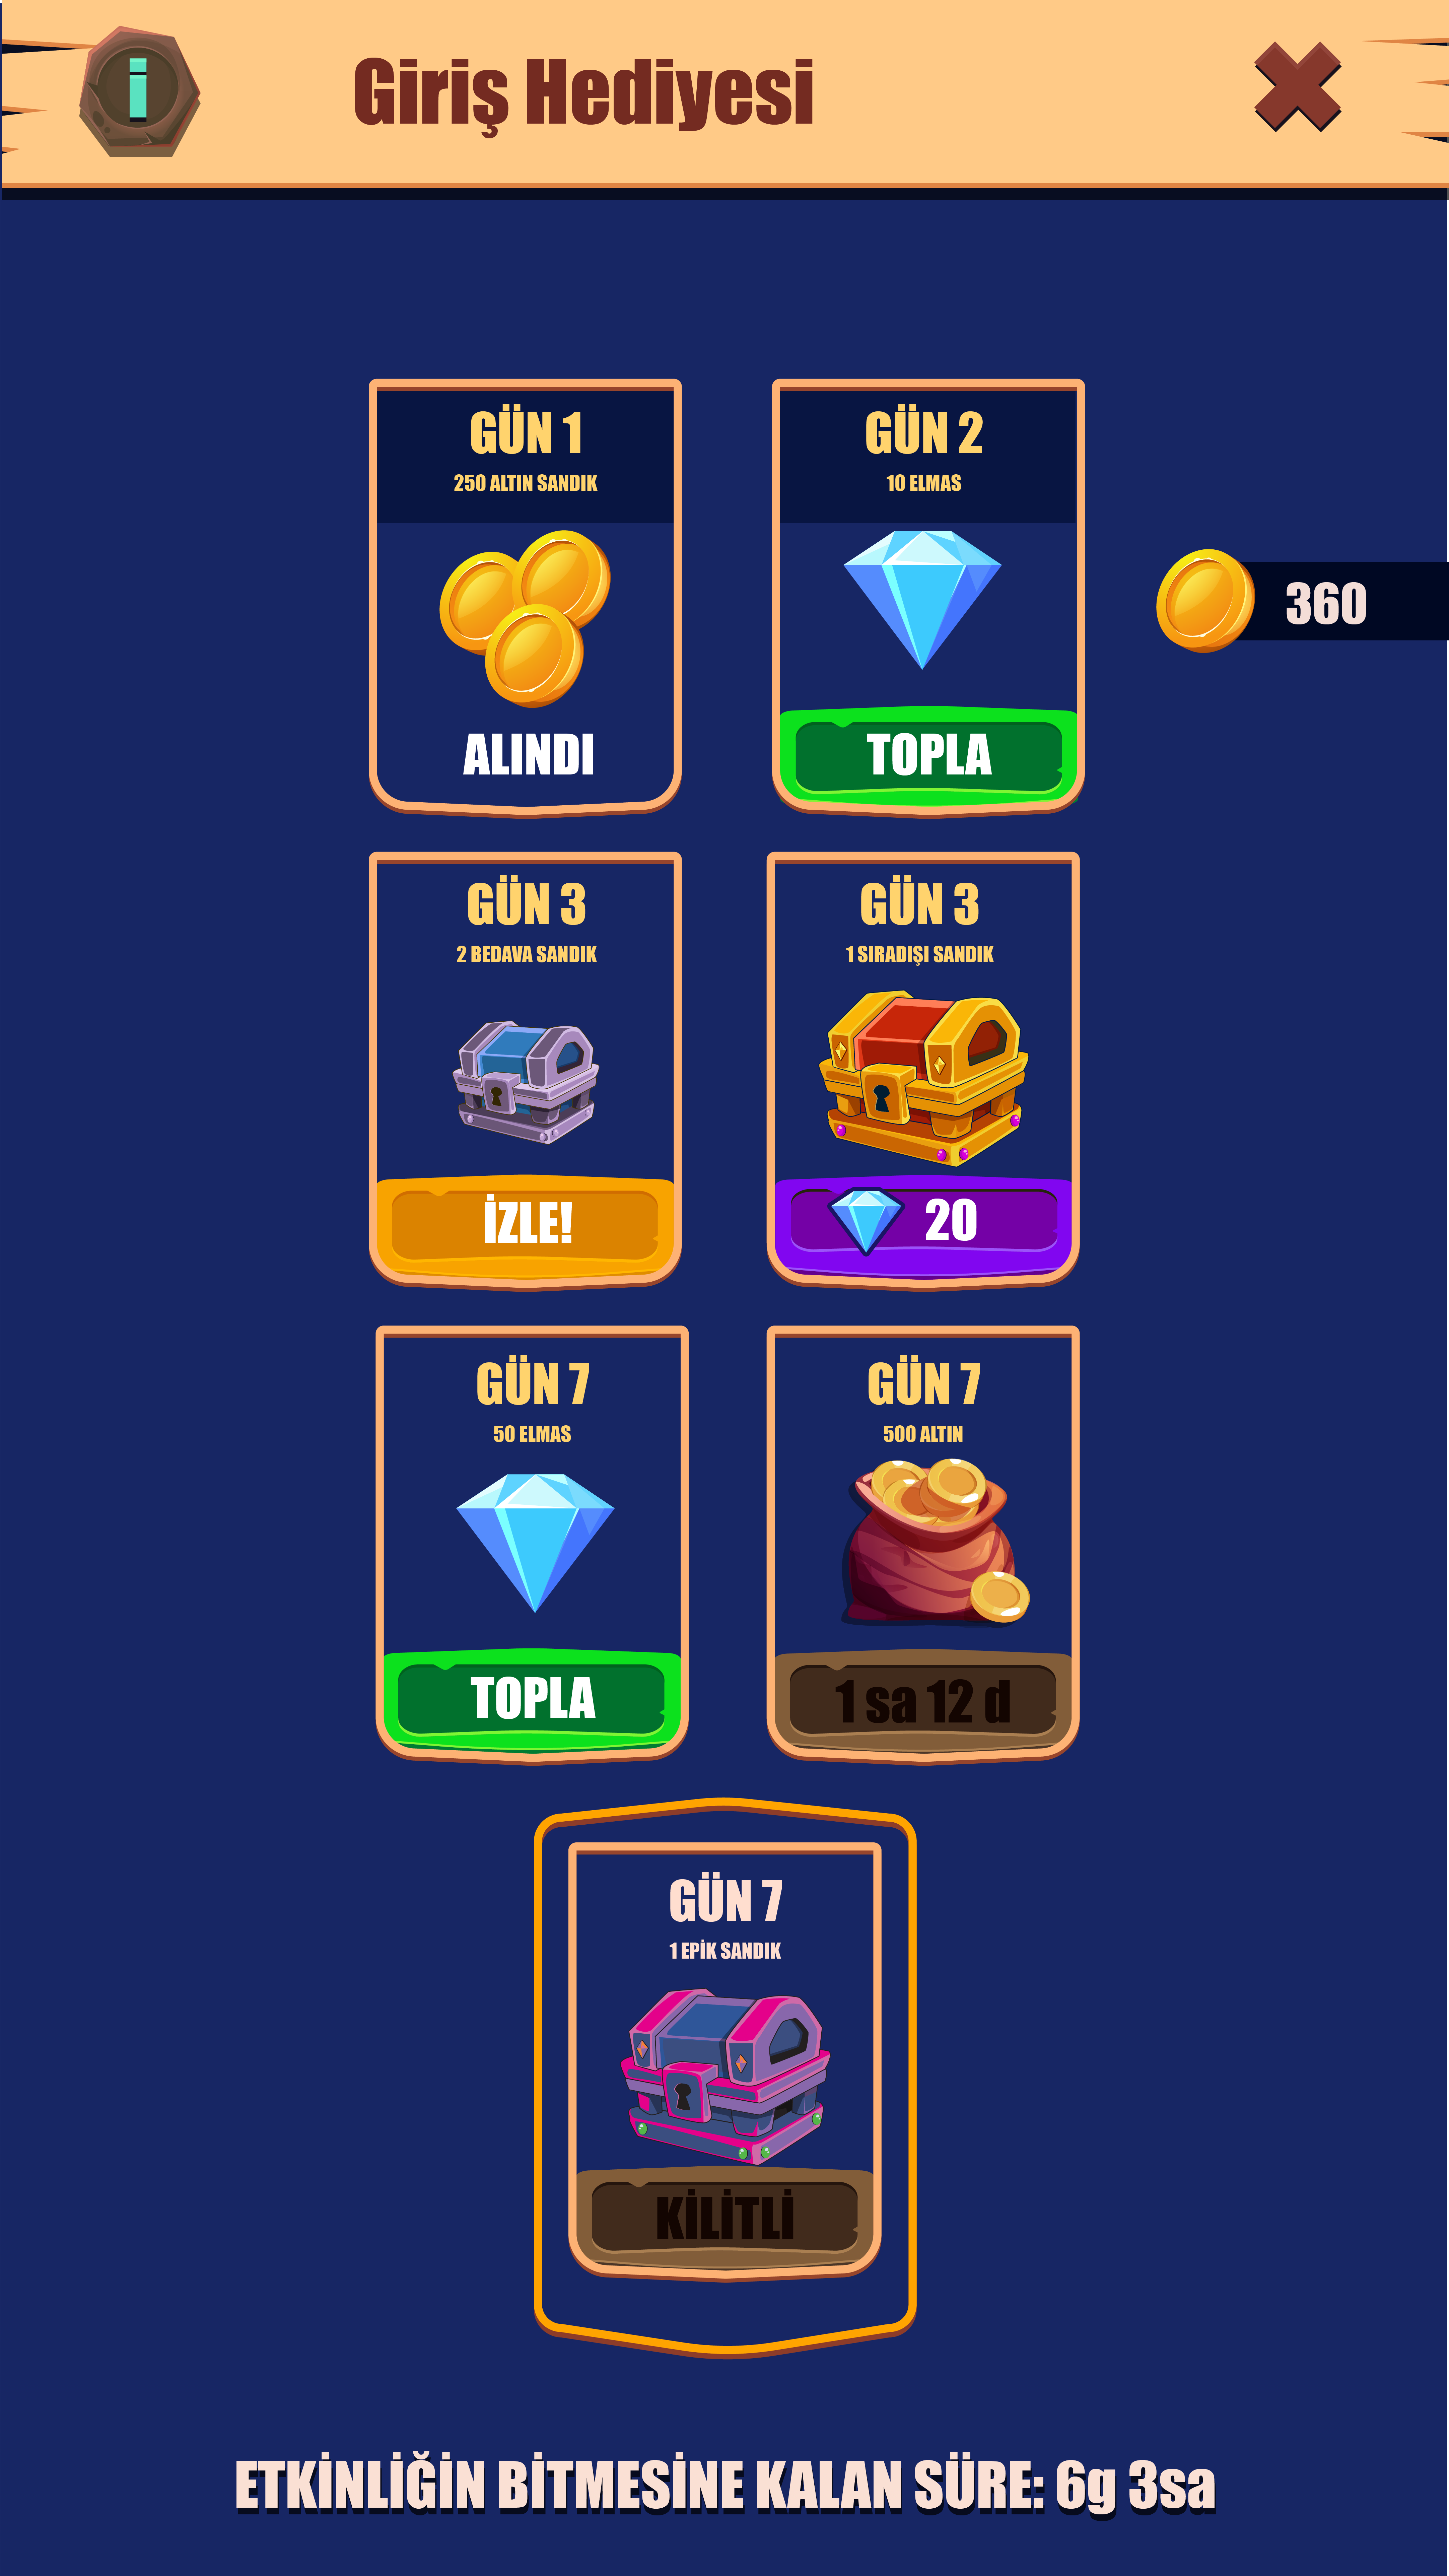 i
Giriş Hediyesi
GÜN 1
250 ALTIN SANDIK
ALINDI
GÜN 2
10 ELMAS
TOPLA
360
GÜN 3
2 BEDAVA SANDIK
İZLE!
GÜN 3
1 SIRADIŞI SANDIK
20
GÜN 7
50 ELMAS
TOPLA
GÜN 7
500 ALTIN
1 sa 12 d
GÜN 7
1 EPİK SANDIK
KİLİTLİ
ETKİNLİĞİN BİTMESİNE KALAN SÜRE: 6g 3sa